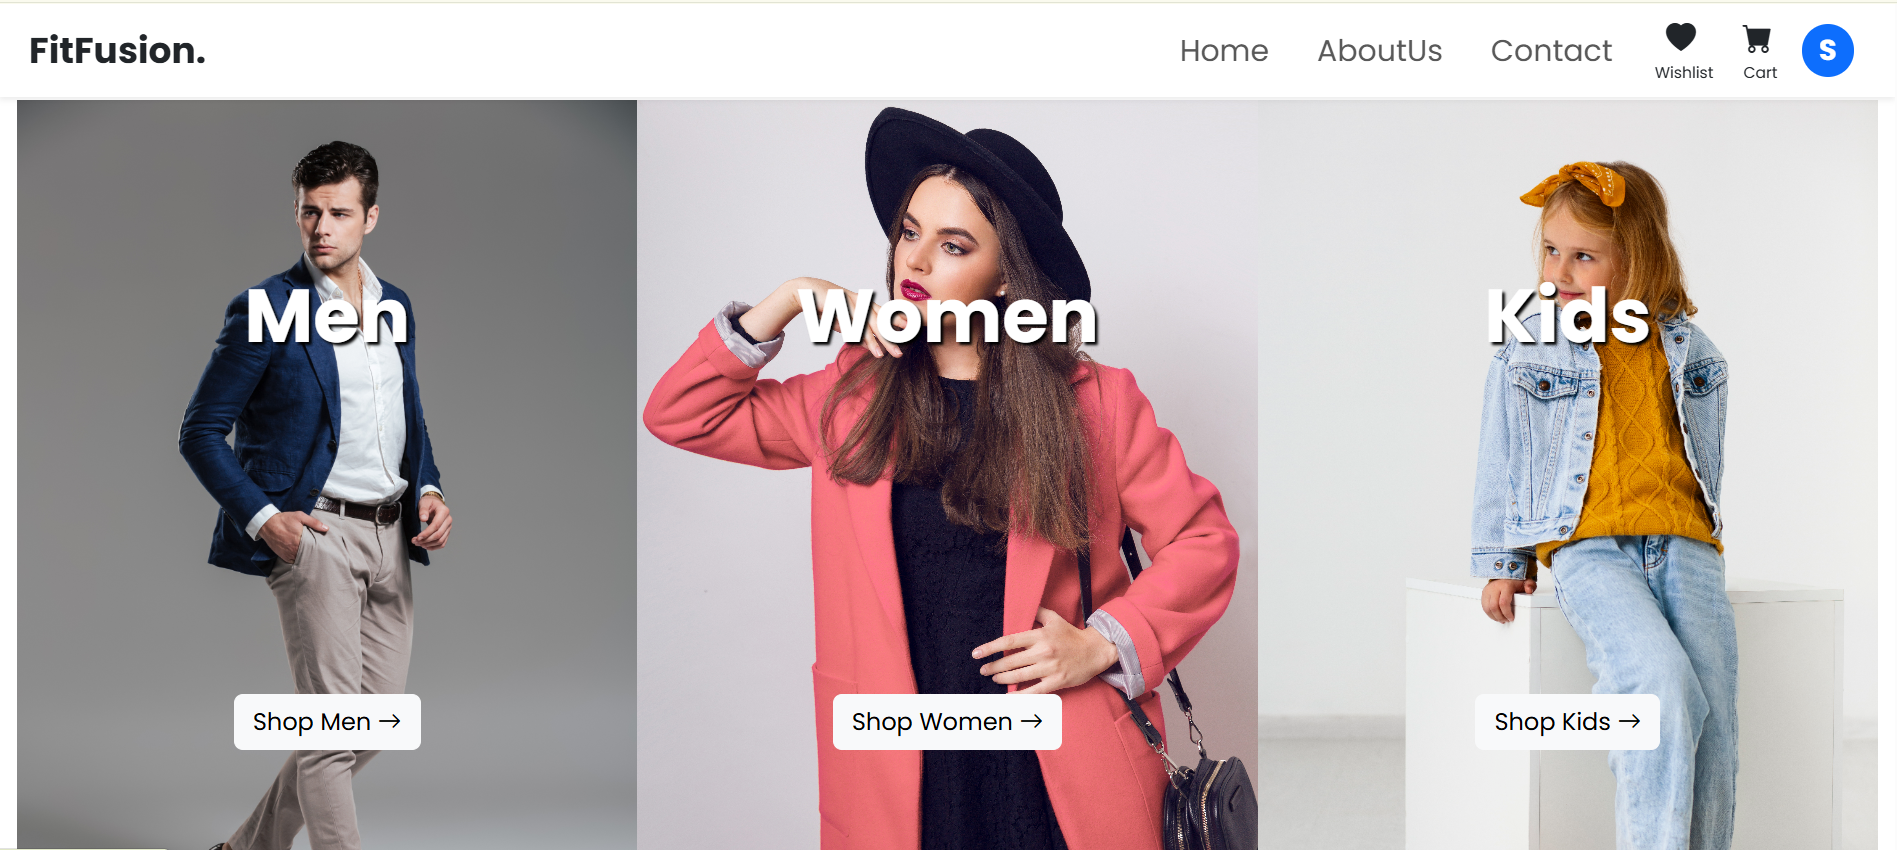 FitFusion.
Home
AboutUs
Contact
Wishlist
Cart
S
Men
Women
Kids
Shop Men →
Shop Women →
Shop Kids →